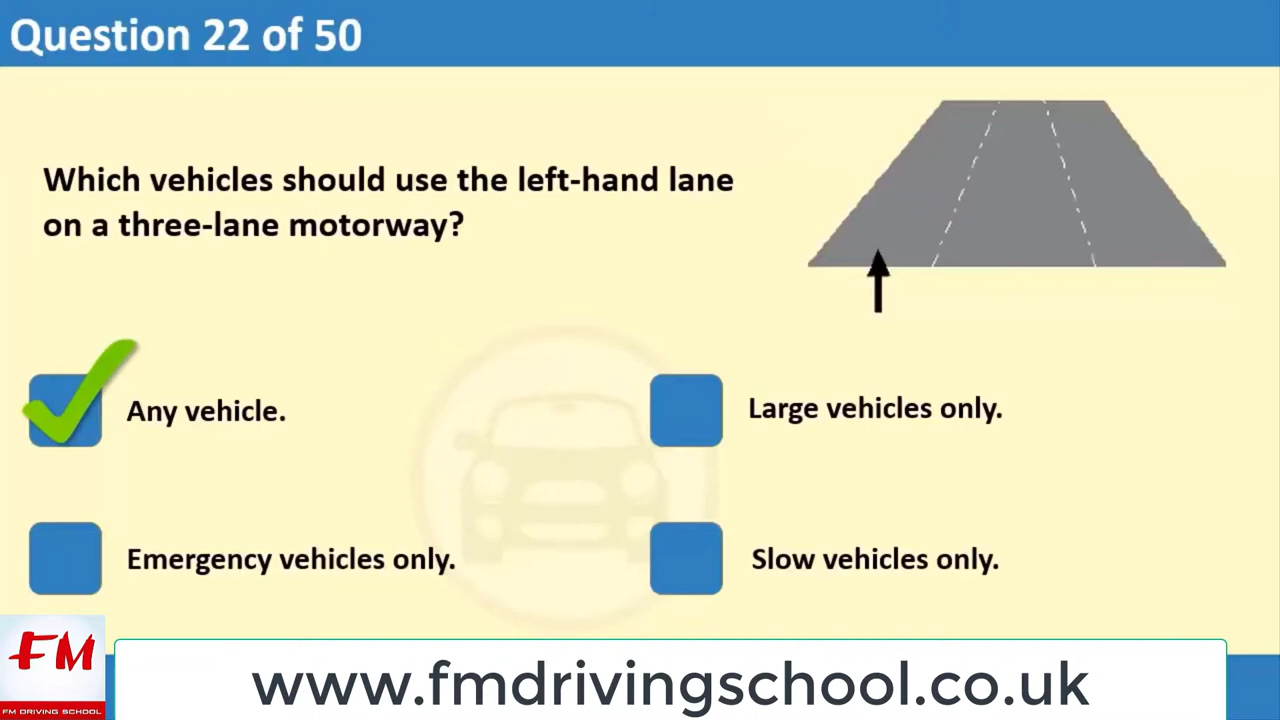 Question 22 of 50
Which vehicles should use the left-hand lane
on a three-lane motorway?
Any vehicle.
Large vehicles only.
Emergency vehicles only.
Slow vehicles only.
FM
FM DRIVING SCHOOL
www.fmdrivingschool.co.uk